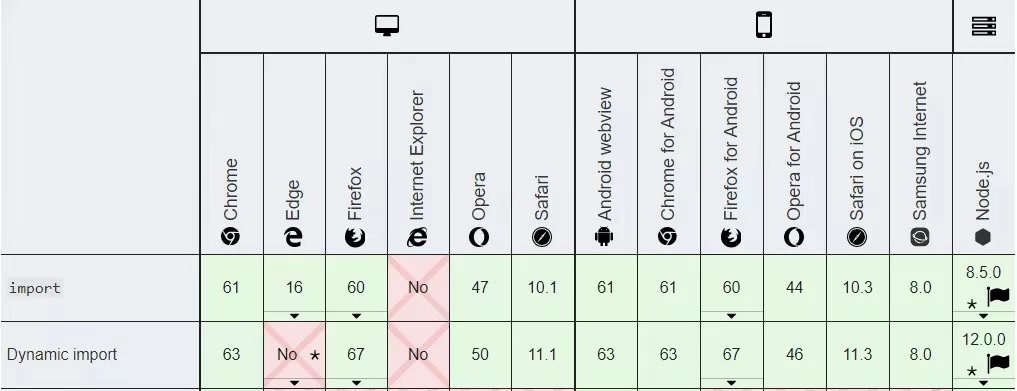 Chrome
Edge
Firefox
Internet Explorer
Opera
Safari
Android webview
Chrome for Android
Firefox for Android
Opera for Android
Safari on iOS
Samsung Internet
Node.js
import 61 16 60 No 47 10.1 61 61 60 44 10.3 8.0 8.5.0 *
Dynamic import 63 No * 67 No 50 11.1 63 63 67 46 11.3 8.0 12.0.0 *